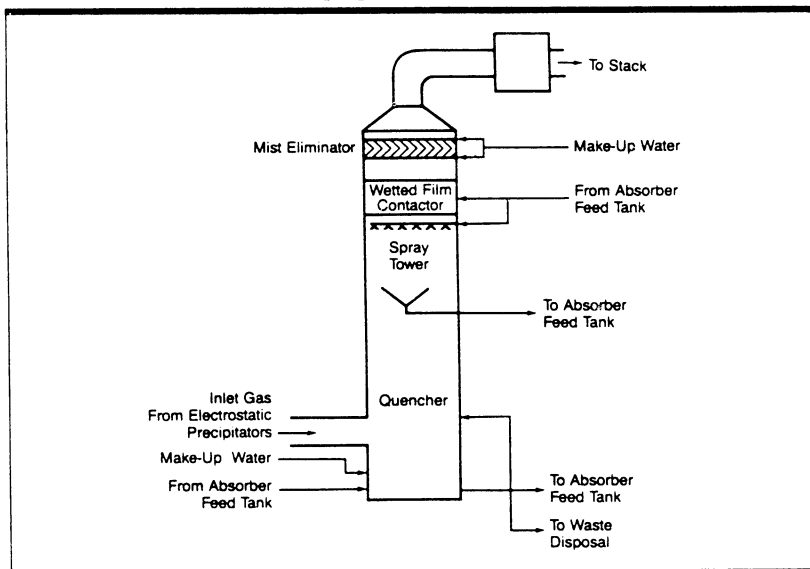 To Stack
Mist Eliminator
Make-Up Water
Wetted Film
Contactor
From Absorber
Feed Tank
Spray
Tower
To Absorber
Feed Tank
Inlet Gas
From Electrostatic
Precipitators
Quencher
Make-Up Water
From Absorber
Feed Tank
To Absorber
Feed Tank
To Waste
Disposal